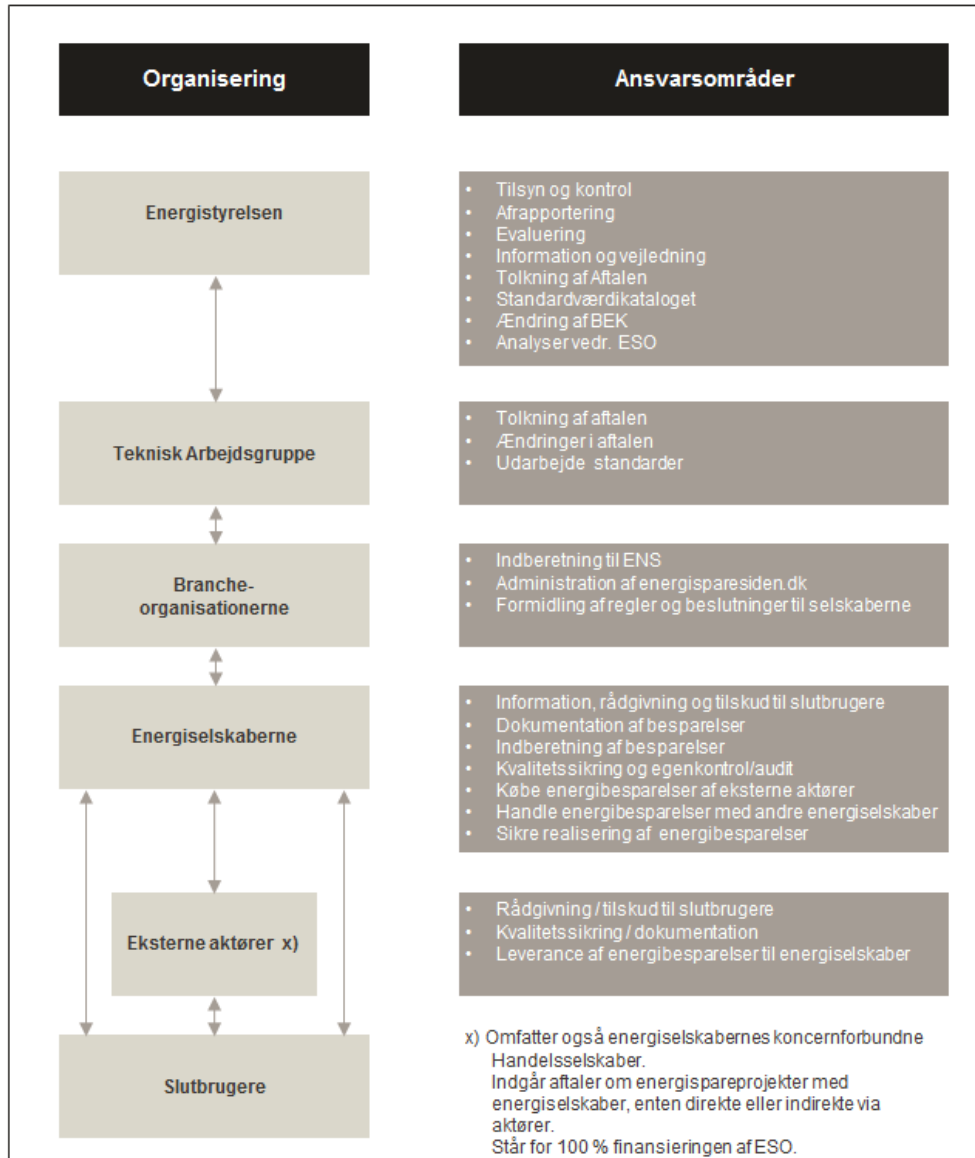 Organisering
Ansvarsområder
Energistyrelsen
• Tilsyn og kontrol
• Afrapportering
• Evaluering
• Information og vejledning
• Tolkning af Aftalen
• Standardværdikataloget
• Ændring af BEK
• Analyser vedr. ESO
Teknisk Arbejdsgruppe
• Tolkning af aftalen
• Ændringer i aftalen
• Udarbejde standarder
Branche-
organisationerne
• Indberetning til ENS
• Administration af energisparesiden.dk
• Formidling af regler og beslutninger til selskaberne
Energiselskaberne
• Information, rådgivning og tilskud til slutbrugere
• Dokumentation af besparelser
• Indberetning af besparelser
• Kvalitetssikring og egenkontrol/audit
• Købe energibesparelser af eksterne aktører
• Handle energibesparelser med andre energiselskaber
• Sikre realisering af energibesparelser
Eksterne aktører x)
• Rådgivning / tilskud til slutbrugere
• Kvalitetssikring / dokumentation
• Leverance af energibesparelser til energiselskaber
Slutbrugere
x) Omfatter også energiselskabernes koncernforbundne
Handelsselskaber.
Indgår aftaler om energispareprojekter med
energiselskaber, enten direkte eller indirekte via
aktører.
Står for 100 % finansieringen af ESO.